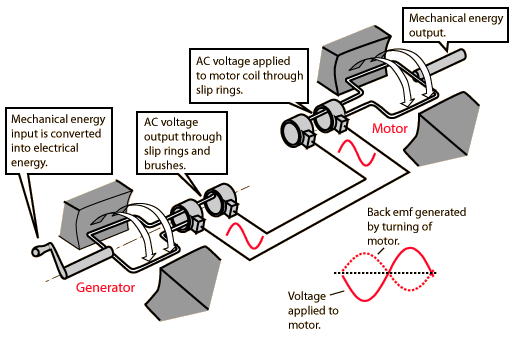 Mechanical energy
output.
AC voltage applied
to motor coil through
slip rings.
Motor
Mechanical energy
input is converted
into electrical
energy.
AC voltage
output through
slip rings and
brushes.
Generator
Back emf generated
by turning of
motor.
Voltage
applied to
motor.